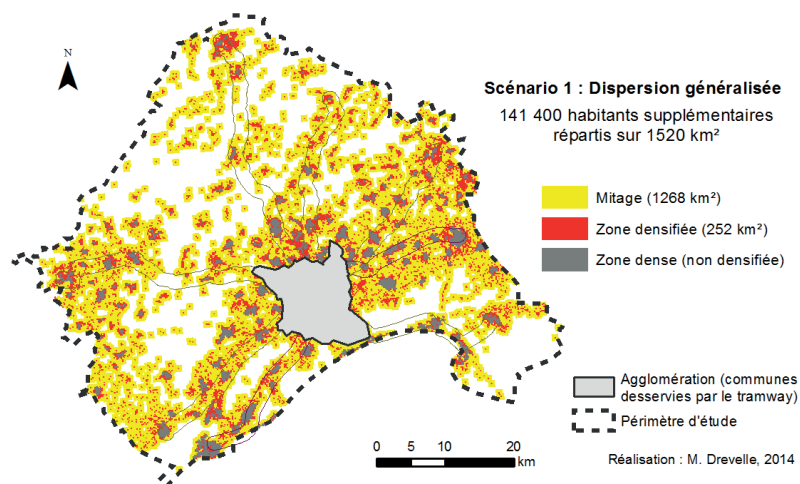 N
Scénario 1 : Dispersion généralisée
141 400 habitants supplémentaires
répartis sur 1520 km²
Mitage (1268 km²)
Zone densifiée (252 km²)
Zone dense (non densifiée)
Agglomération (communes
desservies par le tramway)
Périmètre d'étude
0 5 10 20
km
Réalisation : M. Drevelle, 2014